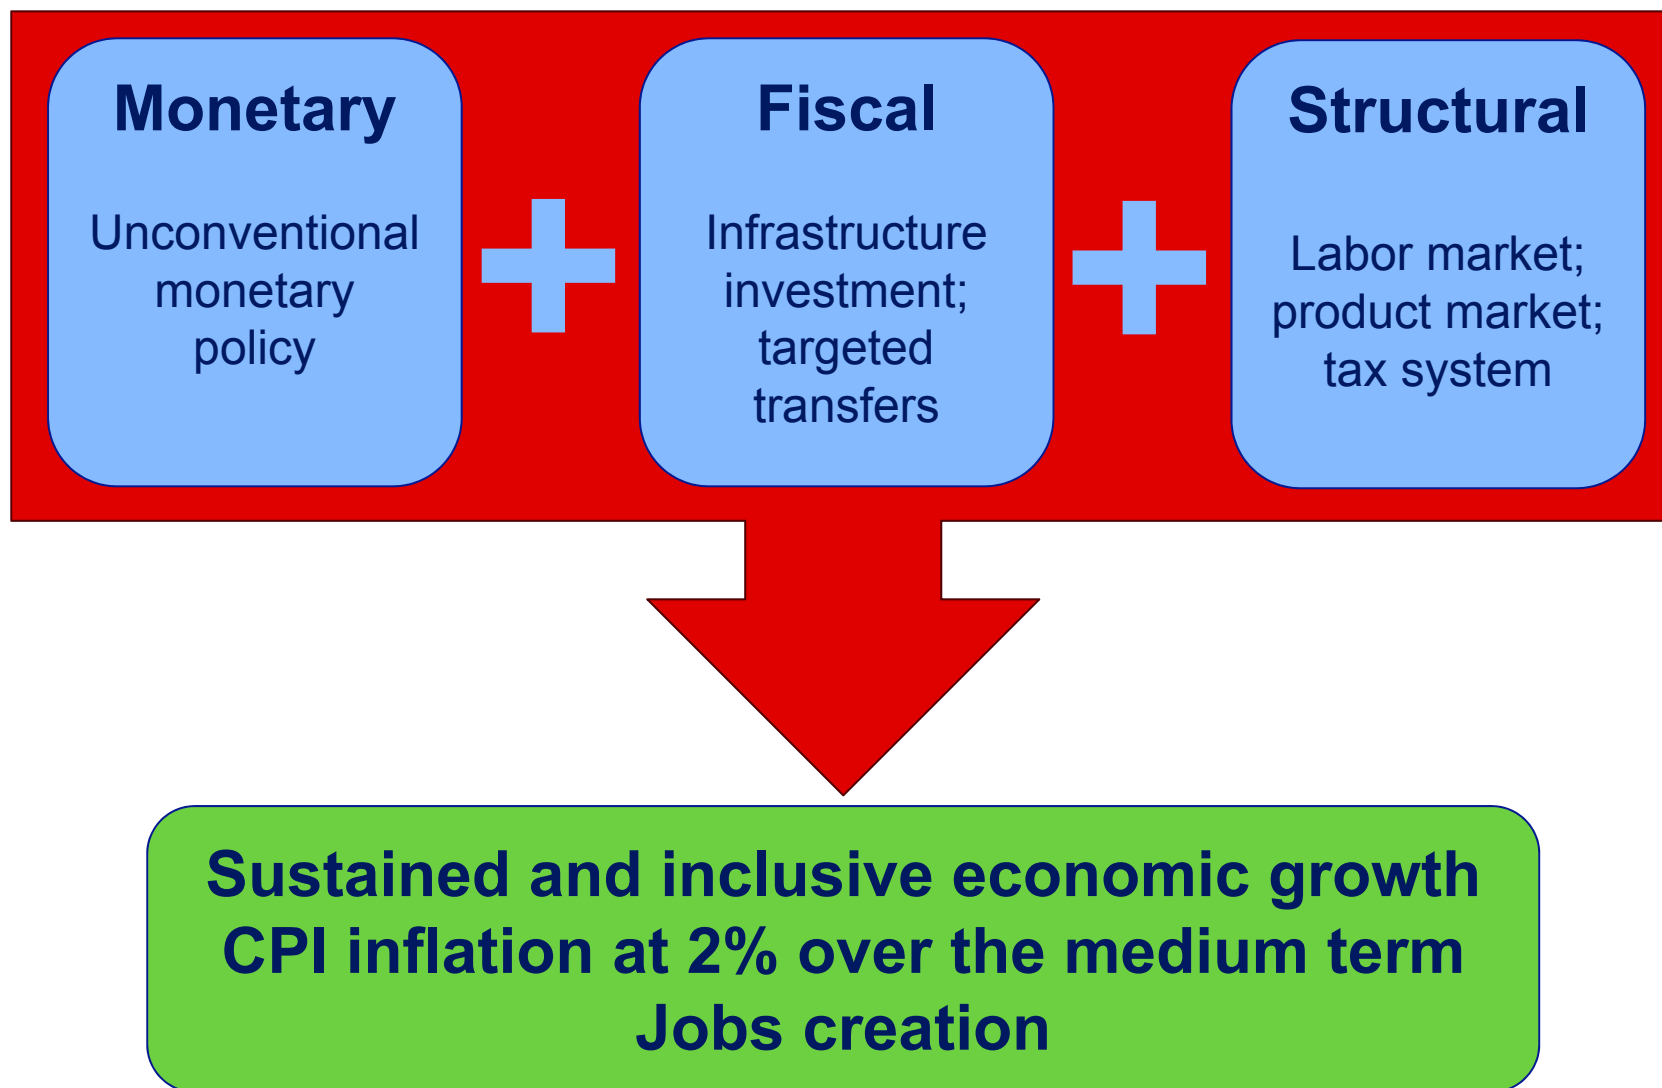 Monetary
Unconventional
monetary
policy
Fiscal
Infrastructure
investment;
targeted
transfers
Structural
Labor market;
product market;
tax system
Sustained and inclusive economic growth
CPI inflation at 2% over the medium term
Jobs creation